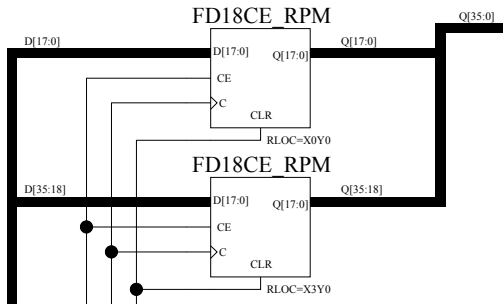 FD18CE_RPM
Q[35:0]
D[17:0]
Q[17:0]
D[17:0]
Q[17:0]
CE
C
CLR
RLOC=X0Y0
FD18CE_RPM
D[35:18]
Q[35:18]
D[17:0]
Q[17:0]
CE
C
CLR
RLOC=X3Y0